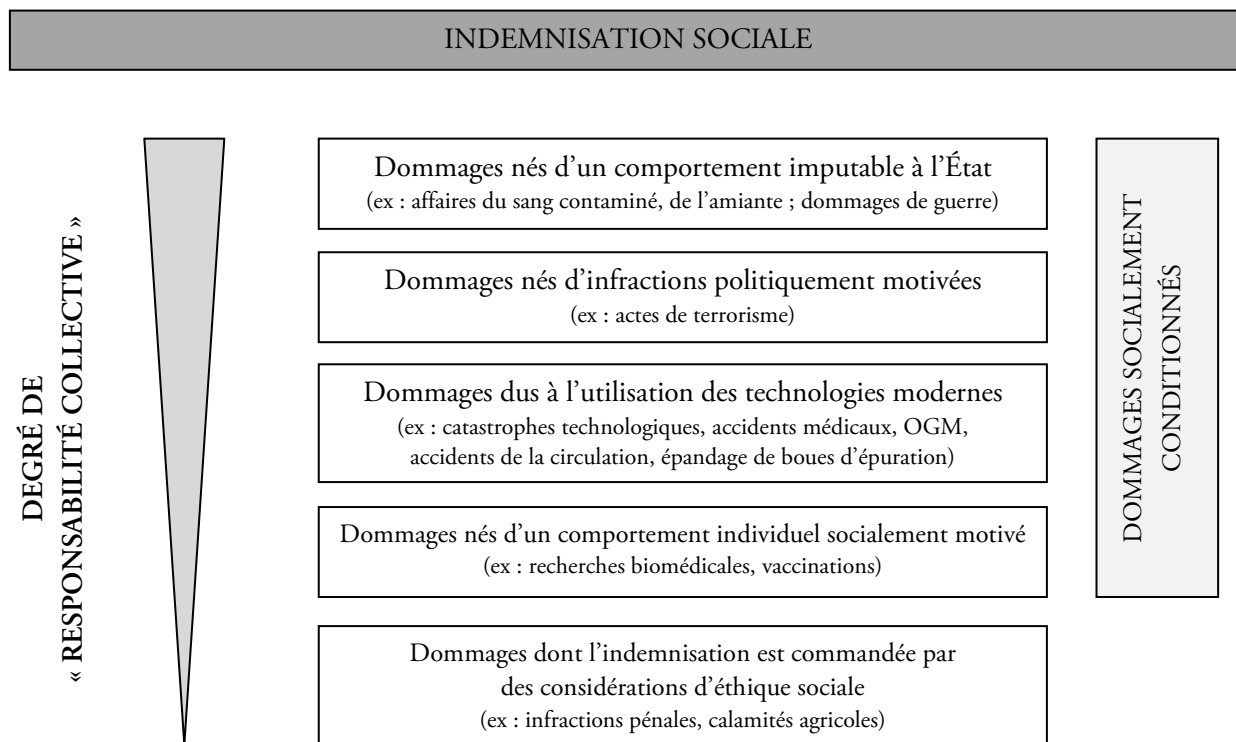 INDEMNISATION SOCIALE
DEGRÉ DE
« RESPONSABILITÉ COLLECTIVE »
Dommages nés d’un comportement imputable à l’État
(ex : affaires du sang contaminé, de l’amiante ; dommages de guerre)
Dommages nés d’infractions politiquement motivées
(ex : actes de terrorisme)
Dommages dus à l’utilisation des technologies modernes
(ex : catastrophes technologiques, accidents médicaux, OGM,
accidents de la circulation, épandage de boues d’épuration)
Dommages nés d’un comportement individuel socialement motivé
(ex : recherches biomédicales, vaccinations)
Dommages dont l’indemnisation est commandée par
des considérations d’éthique sociale
(ex : infractions pénales, calamités agricoles)
DOMMAGES SOCIALEMENT
CONDITIONNÉS